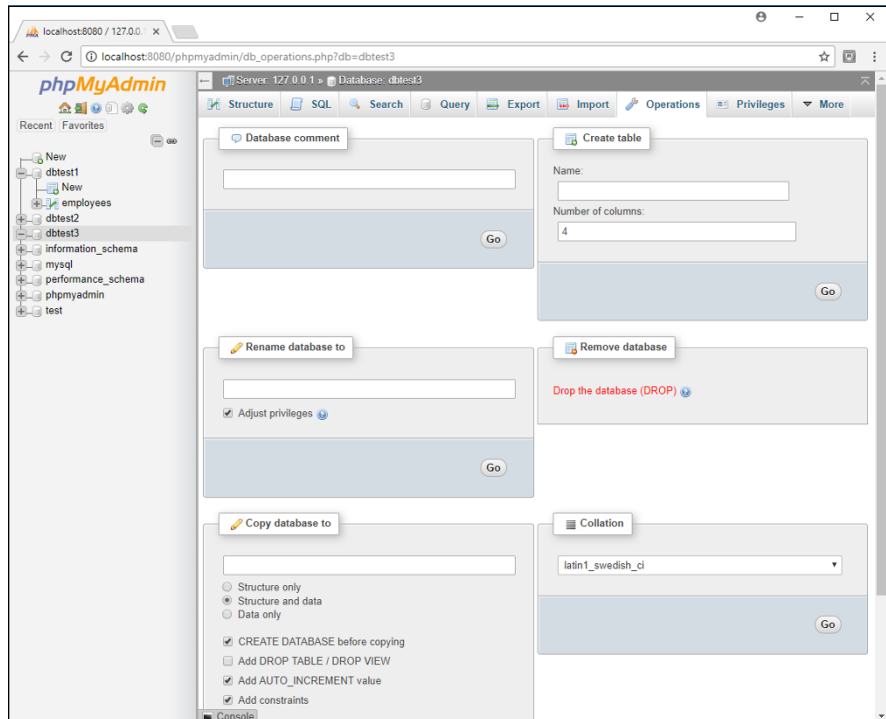 localhost:8080 / 127.0.0.1
localhost:8080/phpmyadmin/db_operations.php?db=dbtest3
phpMyAdmin
Recent Favorites
New
dbtest1
New
employees
dbtest2
dbtest3
information_schema
mysql
performance_schema
phpmyadmin
test
Server: 127.0.0.1 » Database: dbtest3
Structure SQL Search Query Export Import Operations Privileges More
Database comment
Go
Create table
Name:
Number of columns:
4
Go
Rename database to
Adjust privileges
Go
Remove database
Drop the database (DROP)
Copy database to
Structure only
Structure and data
Data only
CREATE DATABASE before copying
Add DROP TABLE / DROP VIEW
Add AUTO_INCREMENT value
Add constraints
Collation
latin1_swedish_ci
Go
Console